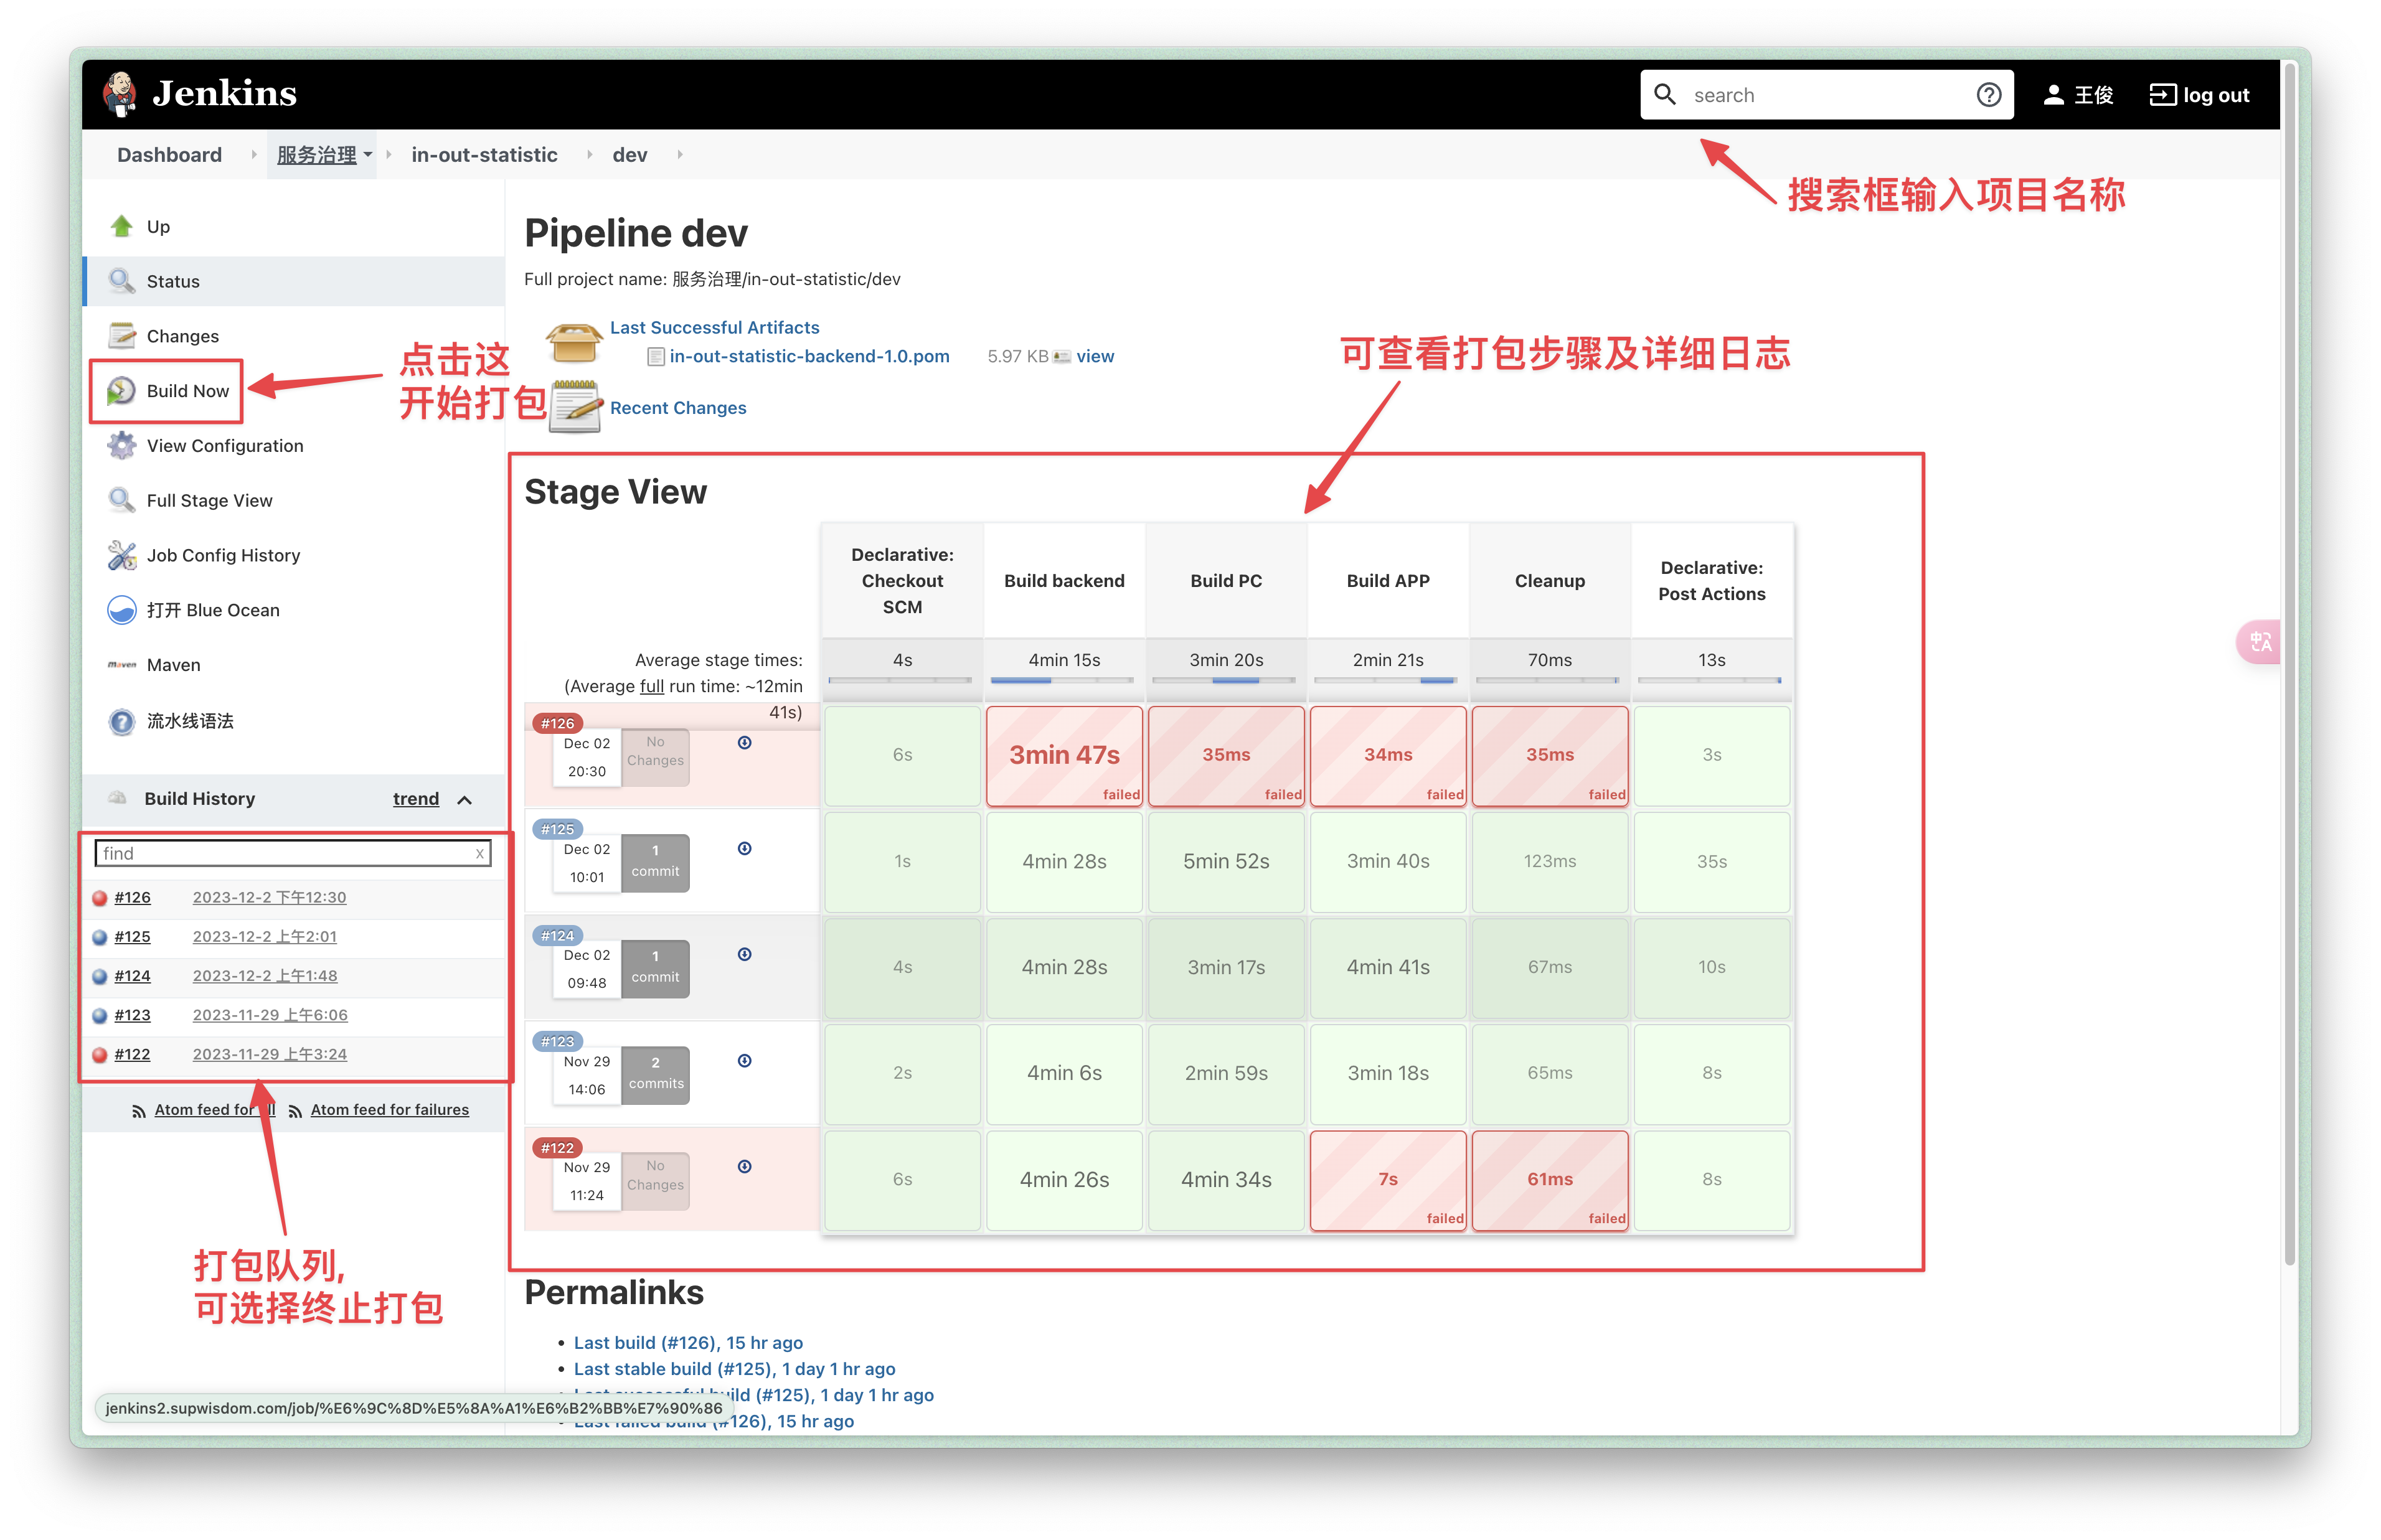 Jenkins
search
王俊
log out
Dashboard
服务治理
in-out-statistic
dev
搜索框输入项目名称
Up
Status
Changes
Build Now
View Configuration
Full Stage View
Job Config History
打开 Blue Ocean
Maven
流水线语法
点击这
开始打包
Pipeline dev
Full project name: 服务治理/in-out-statistic/dev
Last Successful Artifacts
in-out-statistic-backend-1.0.pom 5.97 KB view
Recent Changes
可查看打包步骤及详细日志
Stage View
Declarative: Checkout SCM
Build backend
Build PC
Build APP
Cleanup
Declarative: Post Actions
Average stage times:
(Average full run time: ~12min
41s)
4s 4min 15s 3min 20s 2min 21s 70ms 13s
#126
Dec 02
20:30
No Changes
6s
3min 47s failed
35ms failed
34ms failed
35ms failed
3s
#125
Dec 02
10:01
1 commit
1s 4min 28s 5min 52s 3min 40s 123ms 35s
#124
Dec 02
09:48
1 commit
4s 4min 28s 3min 17s 4min 41s 67ms 10s
#123
Nov 29
14:06
2 commits
2s 4min 6s 2min 59s 3min 18s 65ms 8s
#122
Nov 29
11:24
No Changes
6s 4min 26s 4min 34s
7s failed
61ms failed
8s
Build History
trend
find
x
#126 2023-12-2 下午12:30
#125 2023-12-2 上午2:01
#124 2023-12-2 上午1:48
#123 2023-11-29 上午6:06
#122 2023-11-29 上午3:24
Atom feed for
Atom feed for failures
打包队列,
可选择终止打包
Permalinks
Last build (#126), 15 hr ago
Last stable build (#125), 1 day 1 hr ago
(#125), 1 day 1 hr ago
Last failed build (#126), 15 hr ago
jenkins2.supwisdom.com/job/%E6%9C%8D%E5%8A%A1%E6%B2%BB%E7%90%86